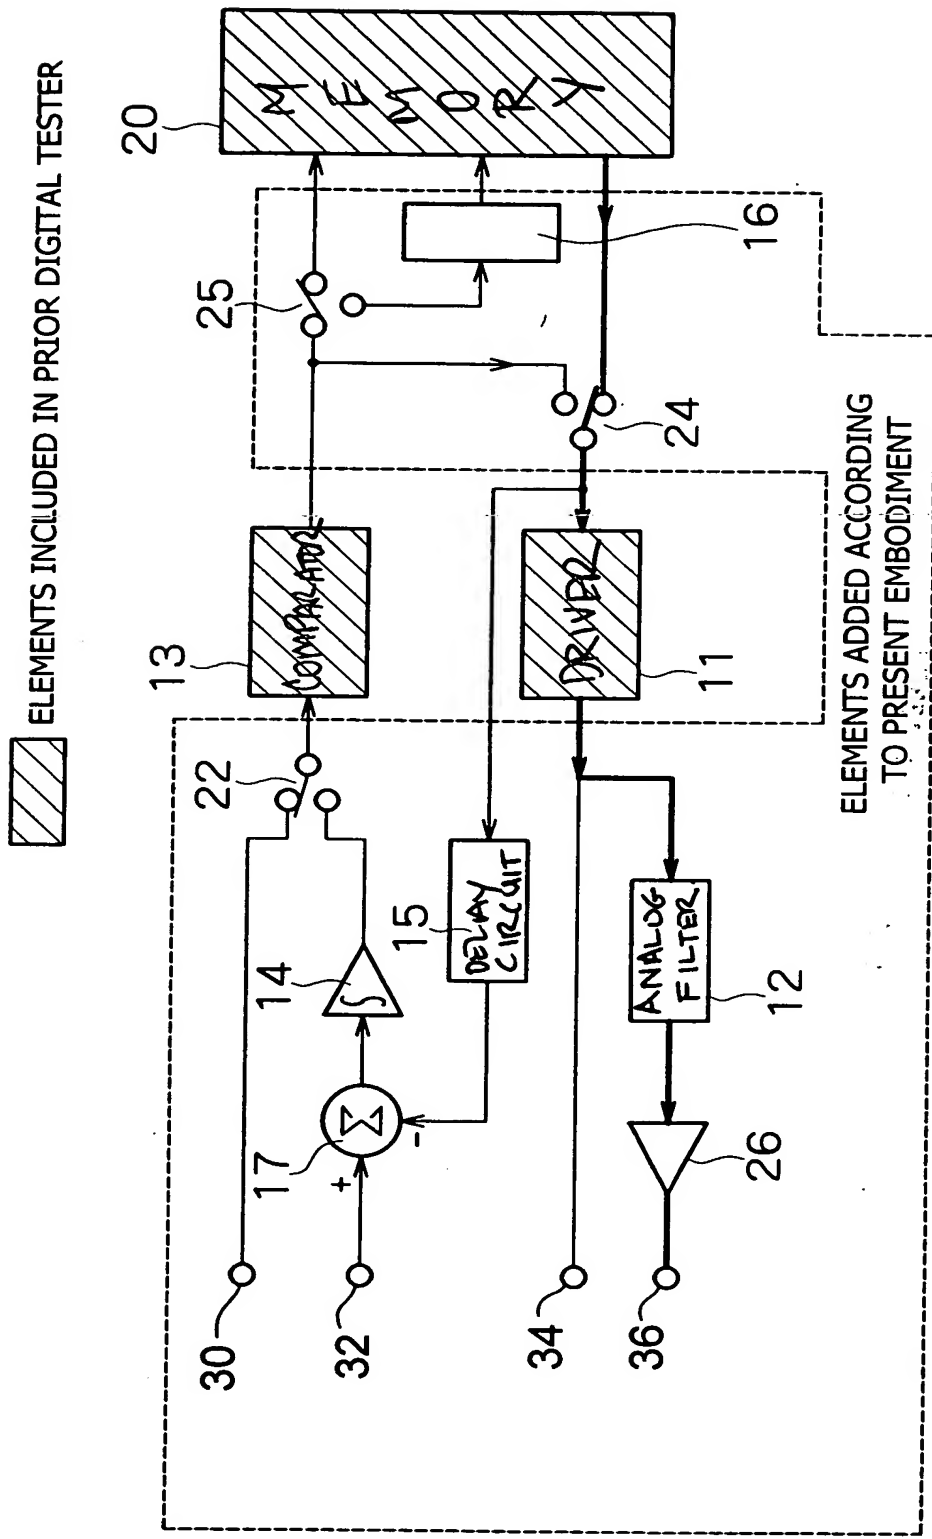 ELEMENTS INCLUDED IN PRIOR DIGITAL TESTER
20
MEMORY
25
16
24
13
COMPARATOR
DRIVER
11
22
14
∫
15
DELAY
CIRCUIT
17
Σ
+
-
ANALOG
FILTER
12
26
30
32
34
36
ELEMENTS ADDED ACCORDING
TO PRESENT EMBODIMENT